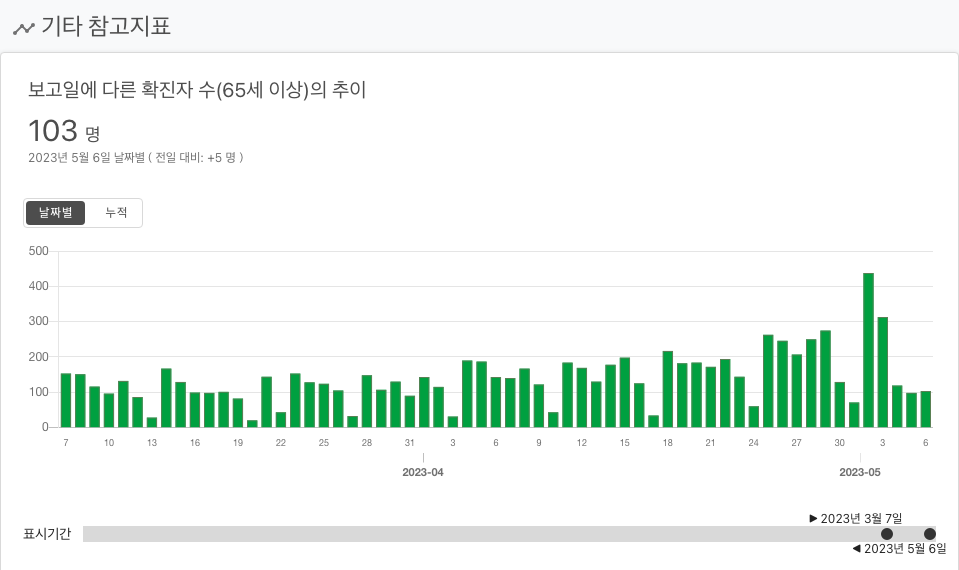 기타 참고지표
보고일에 다른 확진자 수(65세 이상)의 추이
103 명
2023년 5월 6일 날짜별 ( 전일 대비: +5 명 )
날짜별 누적
500
400
300
200
100
0
7 10 13 16 19 22 25 28 31 3 6 9 12 15 18 21 24 27 30 3 6
2023-04 2023-05
▶ 2023년 3월 7일
표시기간
◀ 2023년 5월 6일